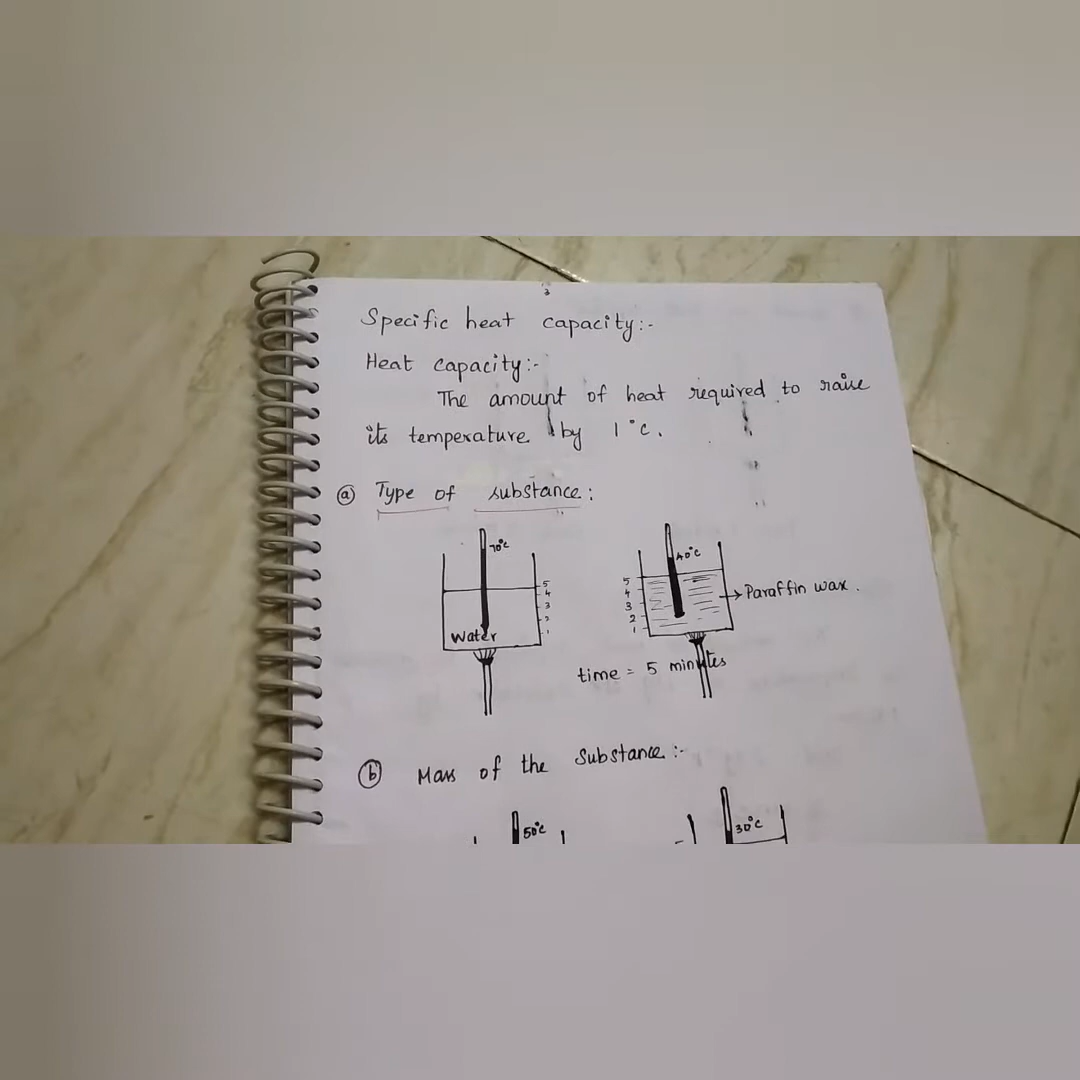 Specific heat capacity:-
Heat capacity:-
The amount of heat required to raise
its temperature by 1°c.
(a) Type of substance:
70°c
5
4
3
2
1
Water
40°c
5
4
3
2
1
Paraffin wax.
time = 5 minutes
(b) Mass of the Substance:-
50°c
30°c